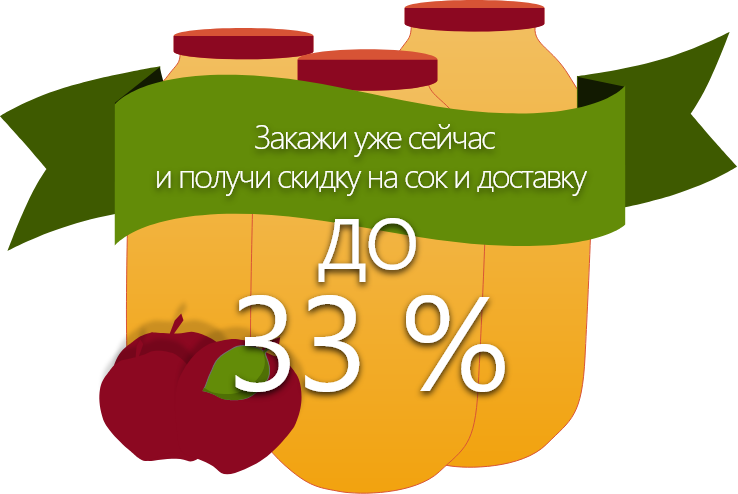 Закажи уже сейчас
и получи скидку на сок и доставку
до
33 %